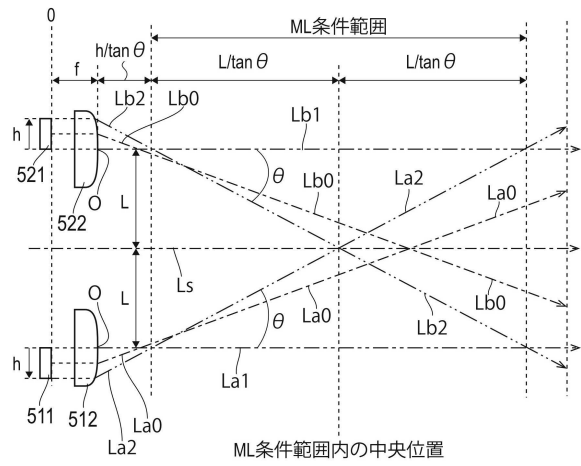 0
ML条件範囲
f
h/tanθ
L/tanθ
L/tanθ
Lb2
Lb0
Lb1
h
521
522
O
L
θ
Lb0
La2
La0
Ls
O
L
θ
La0
Lb0
Lb2
h
La1
511
512
La0
La2
ML条件範囲内の中央位置